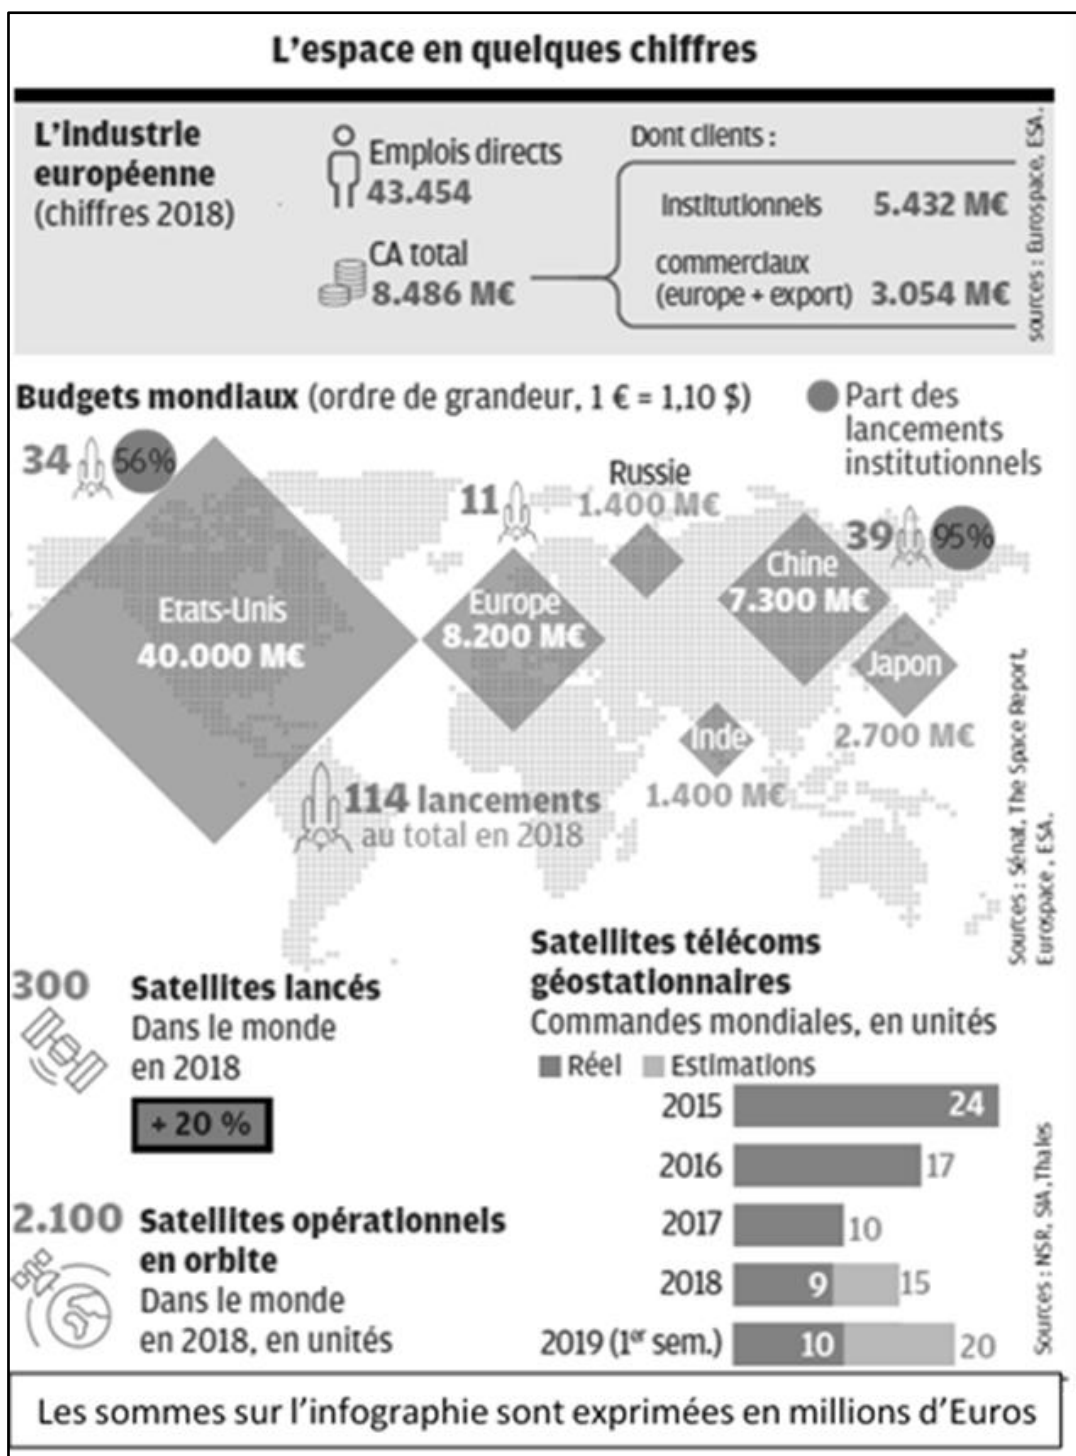 L'espace en quelques chiffres
L'industrie
européenne
(chiffres 2018)
Emplois directs
43.454
CA total
8.486 M€
Dont clients :
Institutionnels 5.432 M€
commerciaux
(europe + export) 3.054 M€
sources : Eurospace, ESA.
Budgets mondiaux (ordre de grandeur, 1 € = 1,10 $)
Part des
lancements
institutionnels
34 56%
Etats-Unis
40.000 M€
11
Europe
8.200 M€
Russie
1.400 M€
39 95%
Chine
7.300 M€
Japon
2.700 M€
Inde
1.400 M€
114 lancements
au total en 2018
Sources : Sénat, The Space Report,
Eurospace , ESA.
300 Satellites lancés
Dans le monde
en 2018
+ 20 %
2.100 Satellites opérationnels
en orbite
Dans le monde
en 2018, en unités
Satellites télécoms
géostationnaires
Commandes mondiales, en unités
Réel Estimations
2015 24
2016 17
2017 10
2018 9 15
2019 (1er sem.) 10 20
Sources : NSR, SIA, Thales
Les sommes sur l'infographie sont exprimées en millions d'Euros